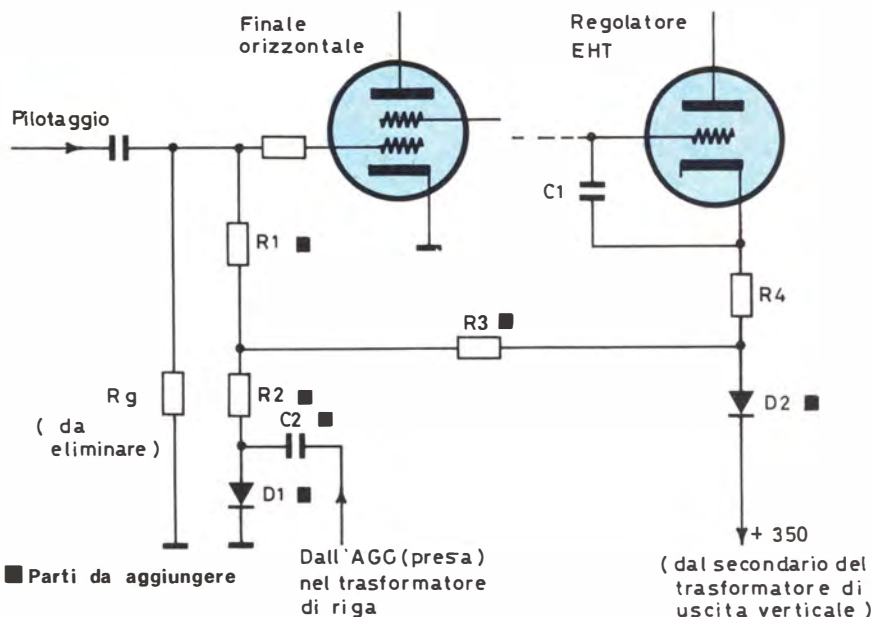 Finale
orizzontale
Regolatore
EHT
Pilotaggio
C1
R1 ■
R4
R3 ■
Rg
( da
eliminare )
R2 ■
C2 ■
D2 ■
D1 ■
+ 350
■ Parti da aggiungere
Dall'AGC (presa)
nel trasformatore
di riga
( dal secondario del
trasformatore di
uscita verticale )